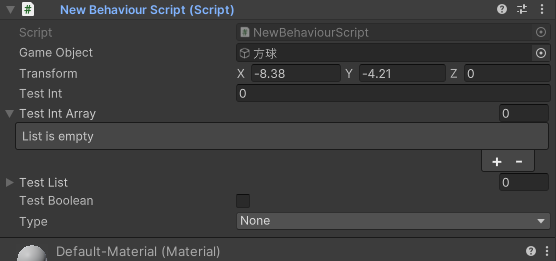 New Behaviour Script (Script)
Script NewBehaviourScript
Game Object 方球
Transform X -8.38 Y -4.21 Z 0
Test Int 0
Test Int Array 0
List is empty
+ -
Test List 0
Test Boolean
Type None
Default-Material (Material)